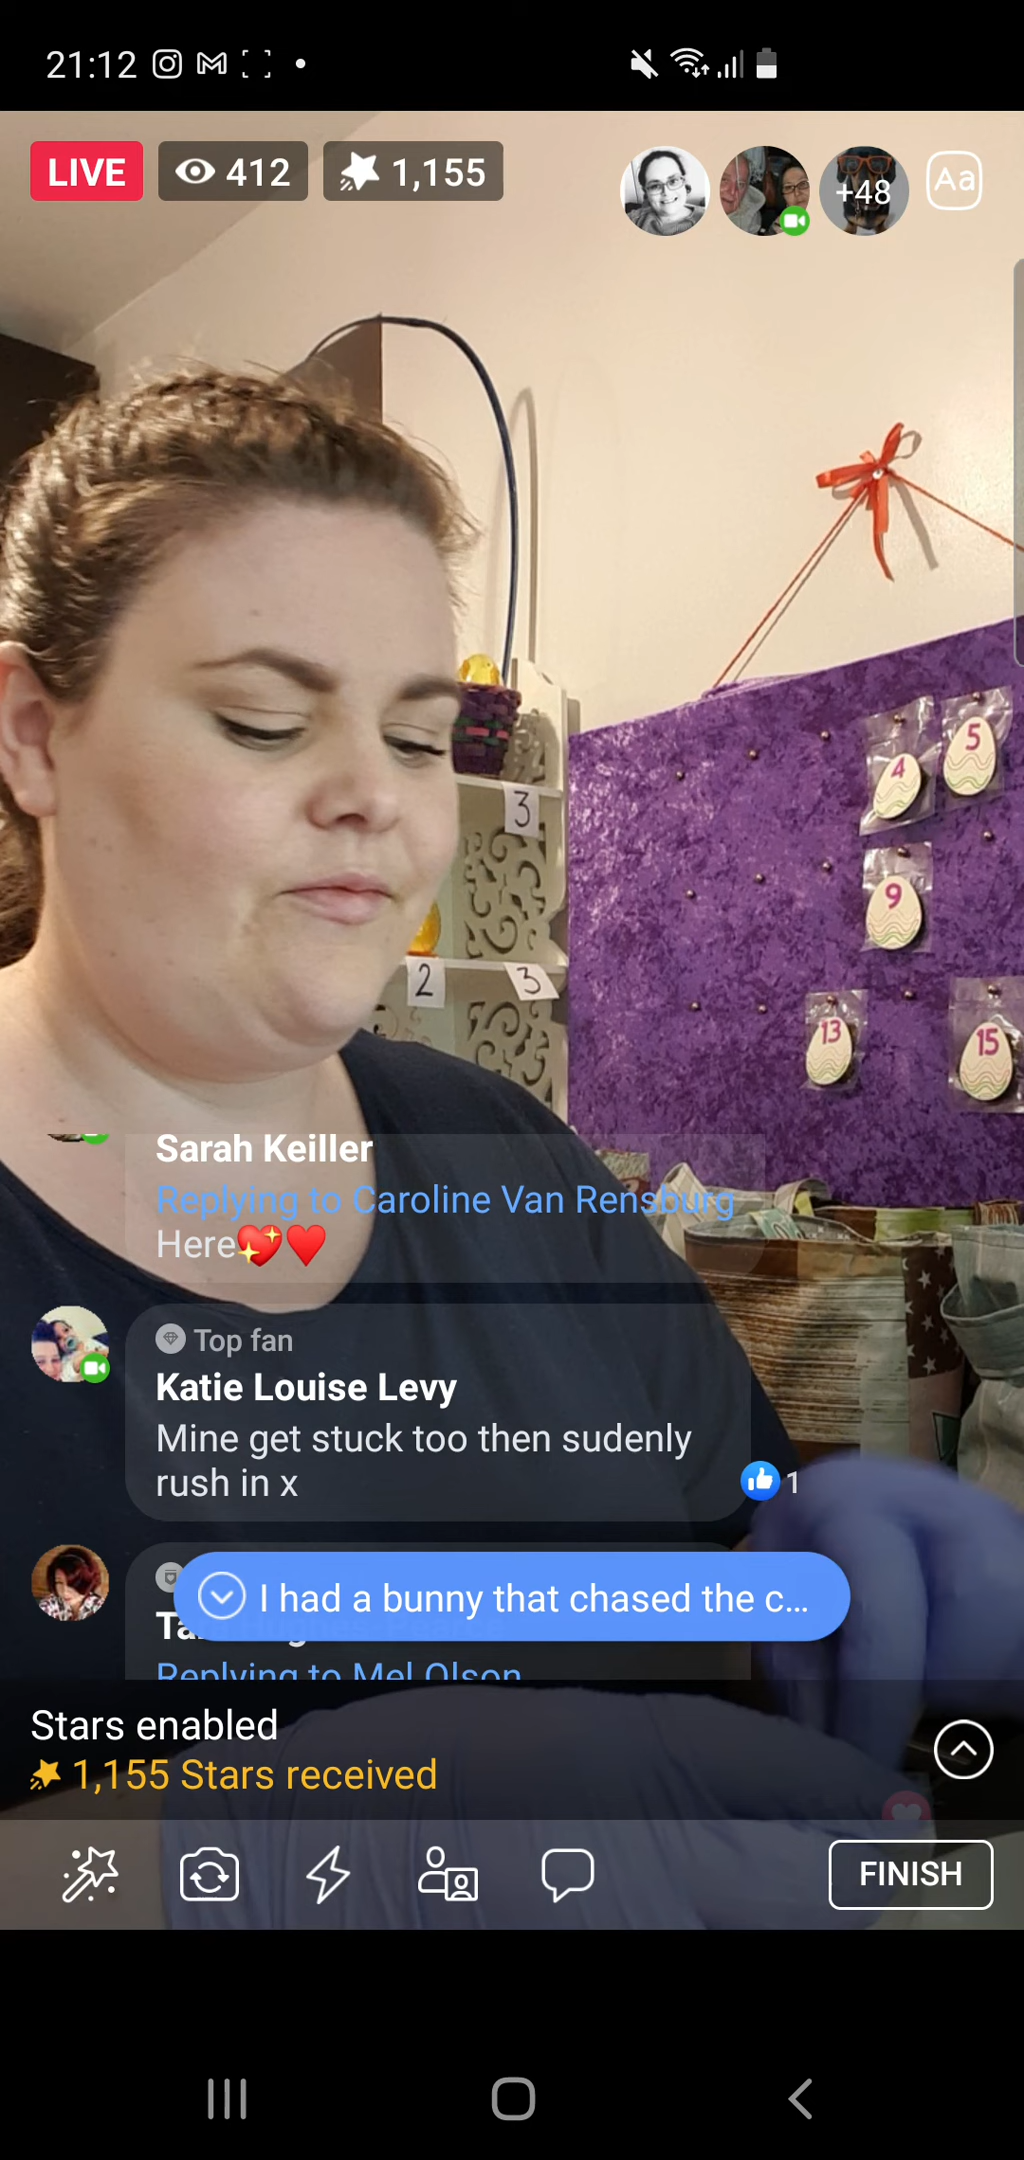 21:12
LIVE 412 1,155
+48 Aa
5
4
3
9
2 3
13 15
Sarah Keiller
Replying to Caroline Van Rensburg
Here💖❤️
Top fan
Katie Louise Levy
Mine get stuck too then sudenly
rush in x
1
I had a bunny that chased the c...
Replying to Mel Olson
Stars enabled
1,155 Stars received
FINISH